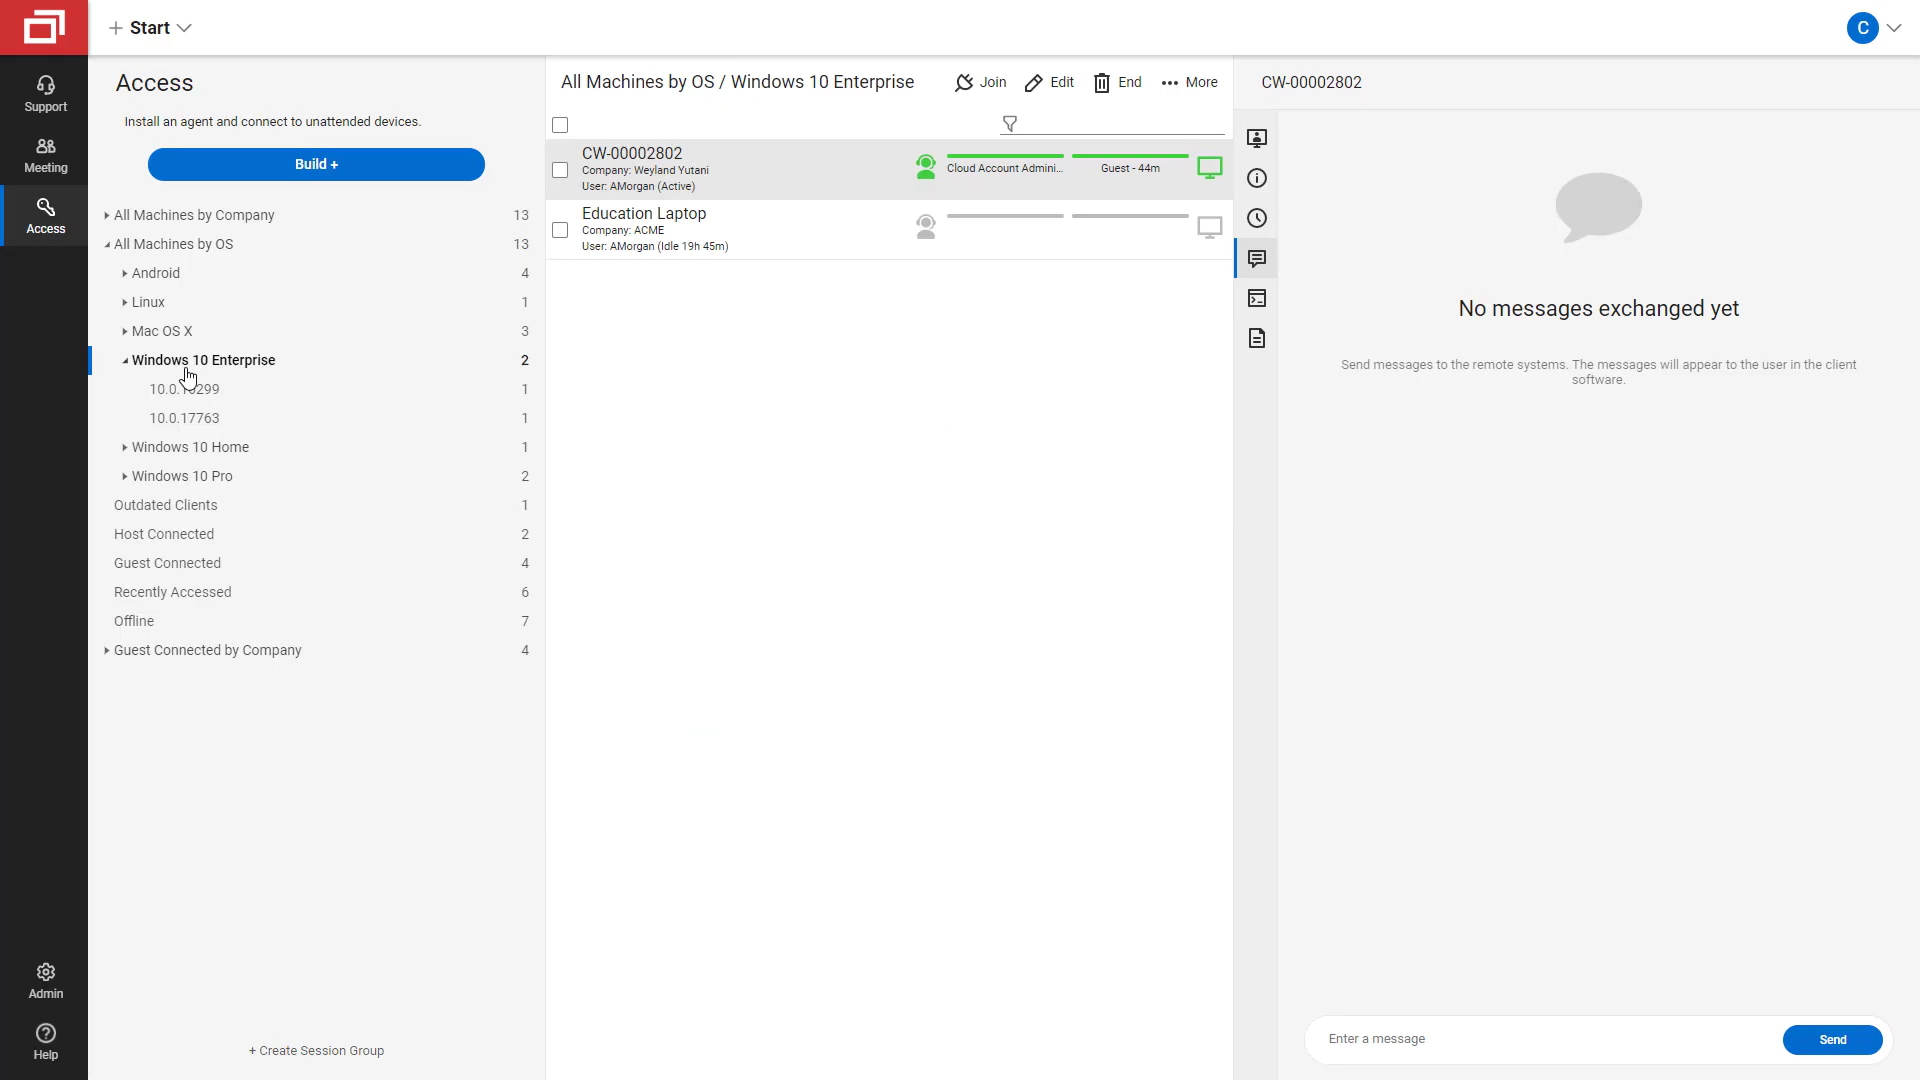 Start
C
Support
Meeting
Access
Admin
Help
Access
Install an agent and connect to unattended devices.
Build +
All Machines by Company 13
All Machines by OS 13
Android 4
Linux 1
Mac OS X 3
Windows 10 Enterprise 2
1
10.0.17763 1
Windows 10 Home 1
Windows 10 Pro 2
Outdated Clients 1
Host Connected 2
Guest Connected 4
Recently Accessed 6
Offline 7
Guest Connected by Company 4
+ Create Session Group
All Machines by OS / Windows 10 Enterprise
Join Edit End More
CW-00002802
Company: Weyland Yutani
User: AMorgan (Active)
Cloud Account Admini...
Guest - 44m
Education Laptop
Company: ACME
User: AMorgan (Idle 19h 45m)
CW-00002802
No messages exchanged yet
Send messages to the remote systems. The messages will appear to the user in the client
software.
Enter a message
Send